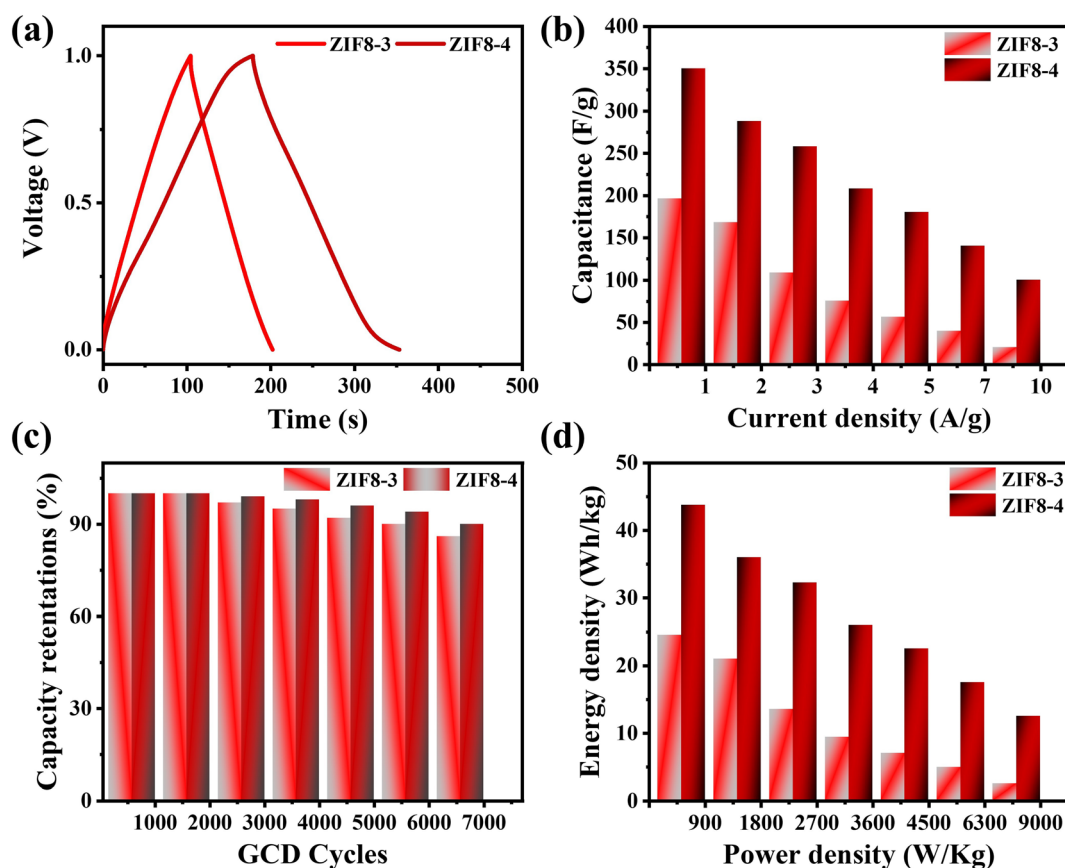 (a)
ZIF8-3 ZIF8-4
1.0
0.5
0.0
Voltage (V)
0 100 200 300 400 500
Time (s)
(b)
ZIF8-3
ZIF8-4
400
350
300
250
200
150
100
50
0
Capacitance (F/g)
1 2 3 4 5 7 10
Current density (A/g)
(c)
ZIF8-3 ZIF8-4
90
60
30
0
Capacity retentions (%)
1000 2000 3000 4000 5000 6000 7000
GCD Cycles
(d)
ZIF8-3
ZIF8-4
50
40
30
20
10
0
Energy density (Wh/kg)
900 1800 2700 3600 4500 6300 9000
Power density (W/Kg)